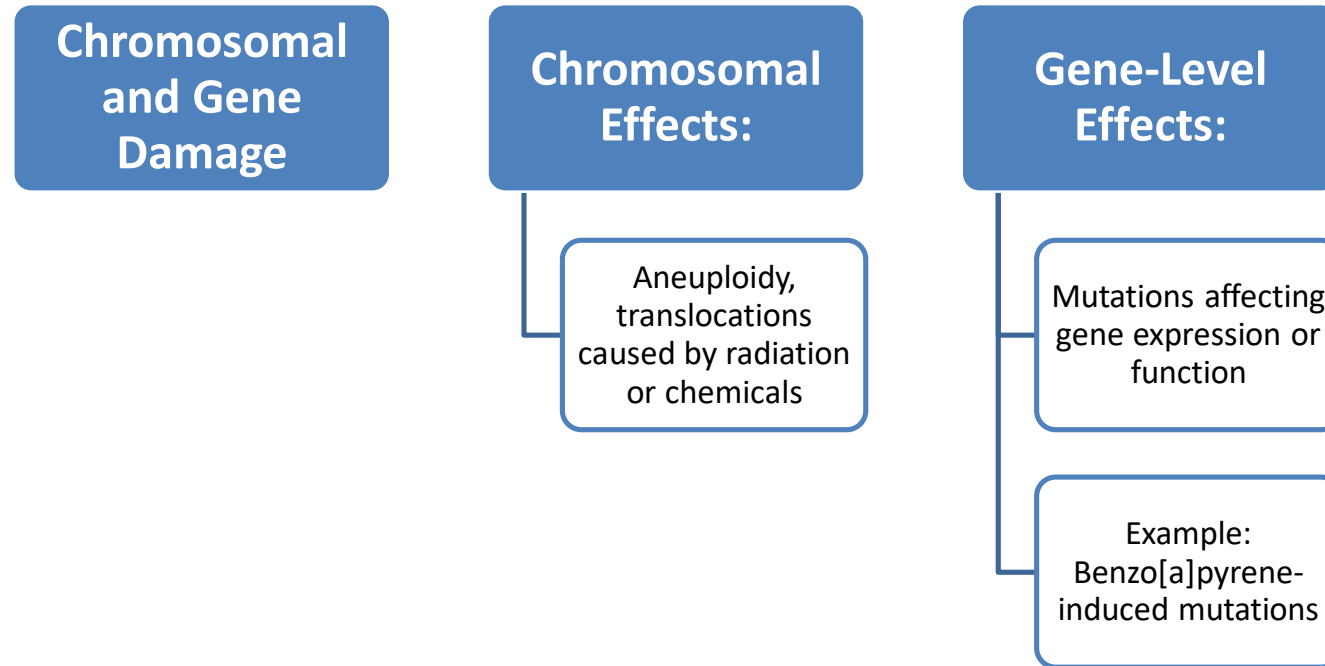 Chromosomal
and Gene
Damage
Chromosomal
Effects:
Aneuploidy,
translocations
caused by radiation
or chemicals
Gene-Level
Effects:
Mutations affecting
gene expression or
function
Example:
Benzo[a]pyrene-
induced mutations